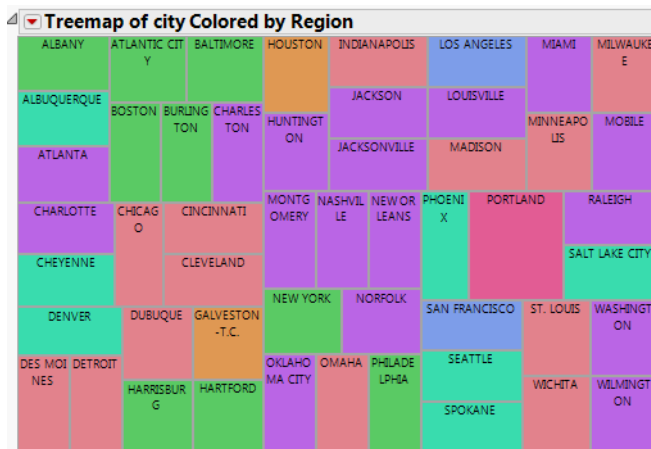 Treemap of city Colored by Region
ALBANY
ATLANTIC CIT
Y
BALTIMORE
HOUSTON
INDIANAPOLIS
LOS ANGELES
MIAMI
MILWAUKE
E
ALBUQUERQUE
BOSTON
BURLING
TON
CHARLES
TON
JACKSON
LOUISVILLE
HUNTINGT
ON
MINNEAPO
LIS
MOBILE
ATLANTA
JACKSONVILLE
MADISON
CHARLOTTE
CHICAG
O
CINCINNATI
MONTG
OMERY
NASHVIL
LE
NEW OR
LEANS
PHOENI
X
PORTLAND
RALEIGH
CHEYENNE
CLEVELAND
SALT LAKE CITY
DENVER
DUBUQUE
GALVESTON
-T.C.
NEW YORK
NORFOLK
SAN FRANCISCO
ST. LOUIS
WASHINGT
ON
DES MOI
NES
DETROIT
HARRISBUR
G
HARTFORD
OKLAHO
MA CITY
OMAHA
PHILADE
LPHIA
SEATTLE
WICHITA
WILMINGT
ON
SPOKANE